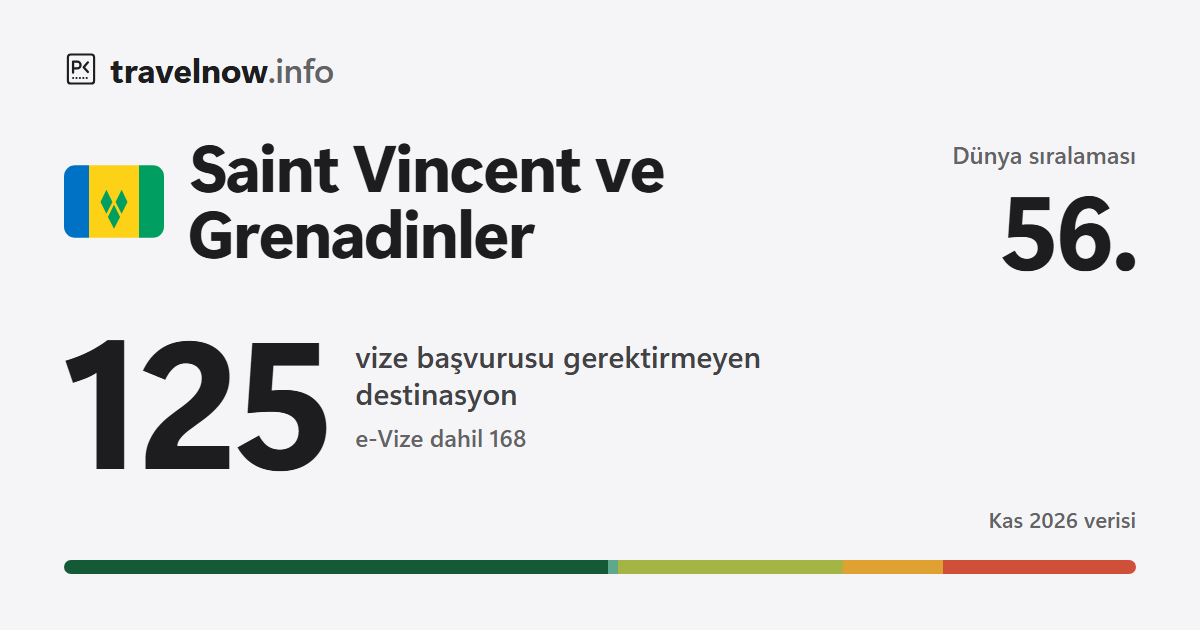 travelnow.info
Saint Vincent ve
Grenadinler
Dünya sıralaması
56.
125
vize başvurusu gerektirmeyen
destinasyon
e-Vize dahil 168
Kas 2026 verisi